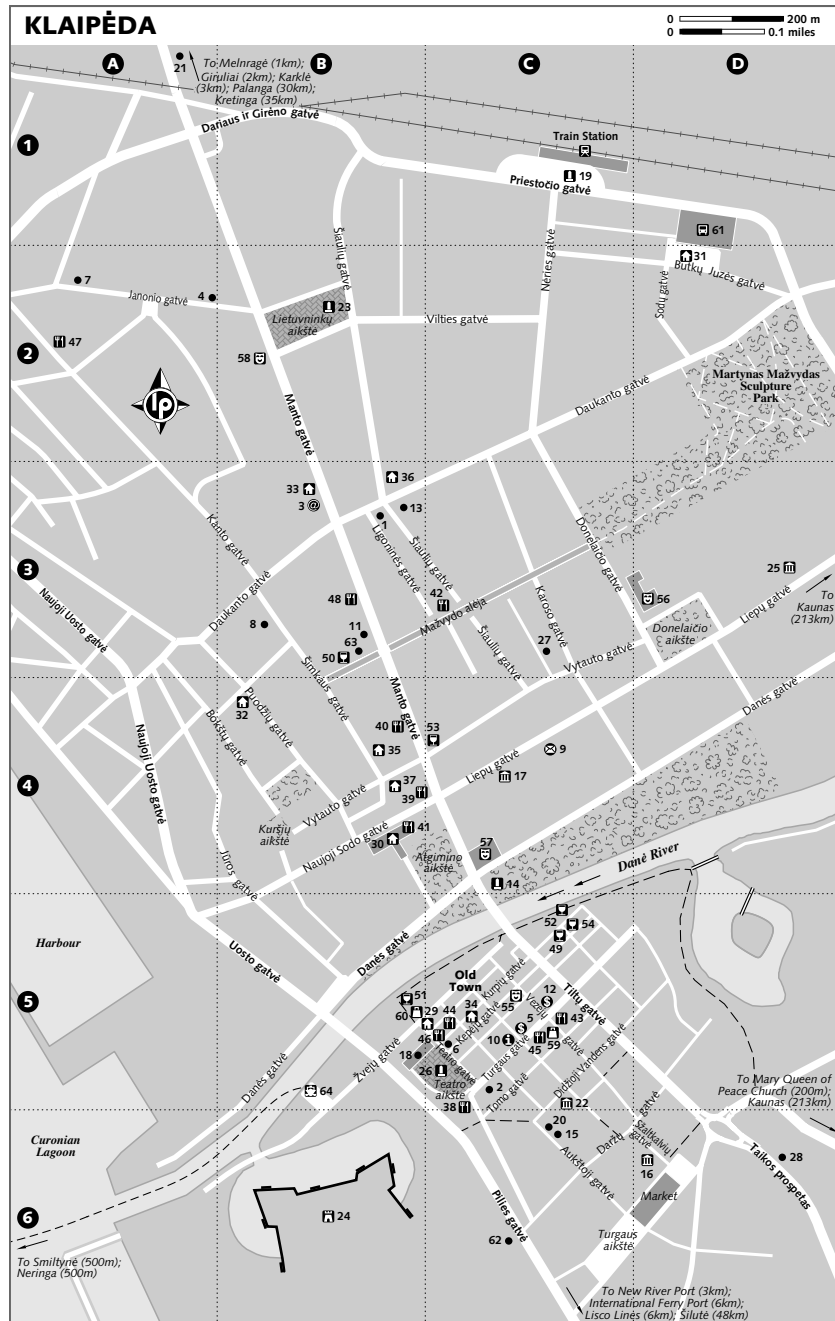 KLAIPĖDA
0 200 m
0 0.1 miles
A
B
C
D
21
To Melnragė (1km);
Giruliai (2km); Karklė
(3km); Palanga (30km);
Kretinga (35km)
Dariaus ir Girėno gatvė
1
Train Station
19
Priestočio gatvė
61
31
Butkų Juzės gatvė
Šiaulių gatvė
Nėries gatvė
Sodų gatvė
7
Janonio gatvė
4
23
Lietuvninkų
aikštė
Vilties gatvė
2
47
58
lp
Manto gatvė
Daukanto gatvė
Martynas Mažvydas
Sculpture
Park
36
33
3 @
13
1
Kanto gatvė
Ligoninės gatvė
Šiaulių gatvė
Donelaičio gatvė
3
Naujoji Uosto gatvė
Daukanto gatvė
48
42
Mažvydo alėja
Karoso gatvė
25
56
To
Kaunas
(213km)
Liepų gatvė
Donelaičio
aikštė
8
11
63
50
27
Šiaulių gatvė
Vytauto gatvė
Šimkaus gatvė
Manto gatvė
Danės gatvė
32
Puodžių gatvė
Bokštų gatvė
Naujoji Uosto gatvė
40
53
35
9
Liepų gatvė
17
4
37
39
Vytauto gatvė
Kuršių
aikštė
41
30
Naujoji Sodo gatvė
Atgimino
aikštė
57
14
Danė River
Jūros gatvė
Harbour
Uosto gatvė
Danės gatvė
52
54
49
5
Old
Town
Kurpių gatvė
Tiltų gatvė
51
60
29
44
34
55
12
Vežėjų gatvė
5
43
46
Kepėjų gatvė
6
10
45
59
18
Teatro gatvė
26
Teatro
aikštė
Turgaus gatvė
Didžioji Vandens gatvė
Žvejų gatvė
Danės gatvė
64
2
Tomo gatvė
22
38
To Mary Queen of
Peace Church (200m);
Kaunas (213km)
Curonian
Lagoon
20
15
Daržų gatvė
Šaltkalvių
gatvė
Aukštoji gatvė
16
28
Taikos prospetas
Market
6
24
Pilies gatvė
62
Turgaus
aikštė
To Smiltynė (500m);
Neringa (500m)
To New River Port (3km);
International Ferry Port (6km);
Lisco Linės (6km); Šilutė (48km)